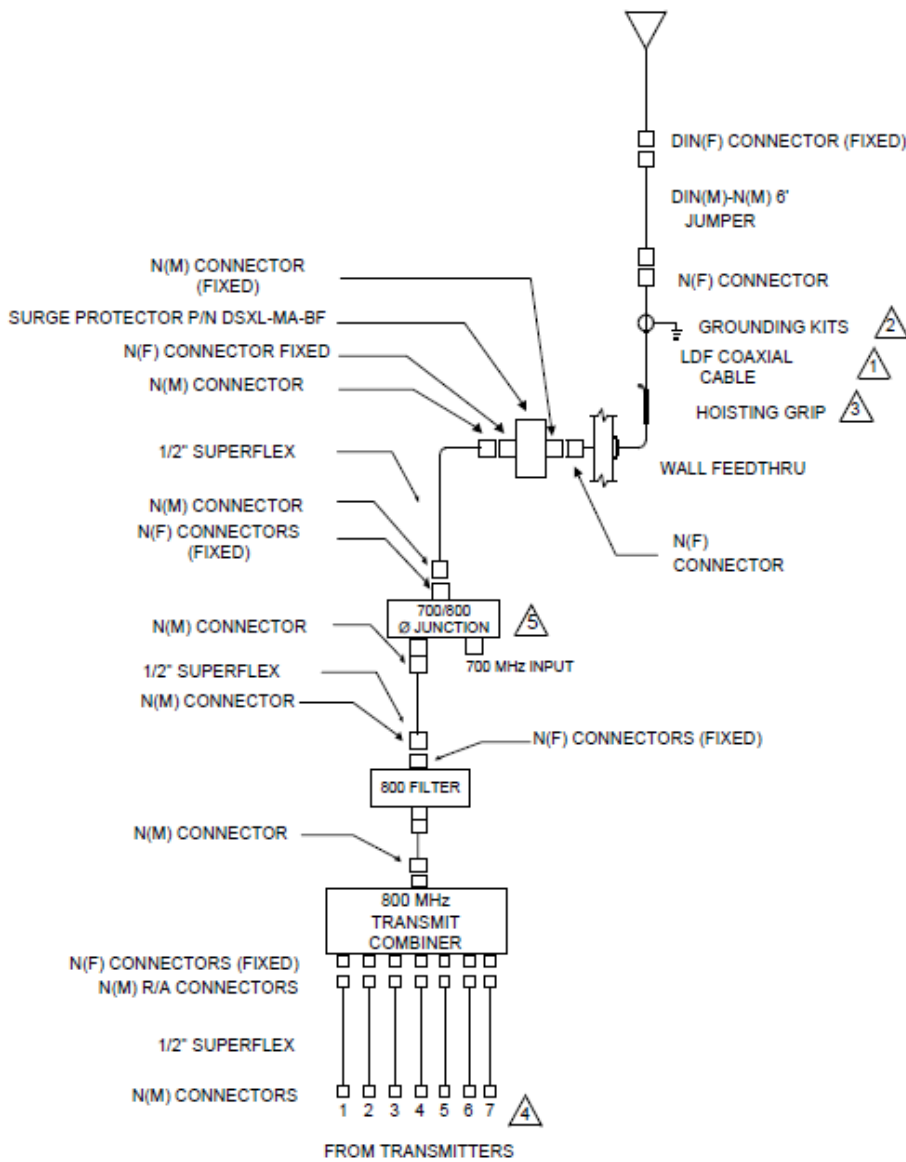 DIN(F) CONNECTOR (FIXED)
DIN(M)-N(M) 6'
JUMPER
N(F) CONNECTOR
GROUNDING KITS
2
LDF COAXIAL
CABLE
1
HOISTING GRIP
3
WALL FEEDTHRU
N(F)
CONNECTOR
N(M) CONNECTOR
(FIXED)
SURGE PROTECTOR P/N DSXL-MA-BF
N(F) CONNECTOR FIXED
N(M) CONNECTOR
1/2" SUPERFLEX
N(M) CONNECTOR
N(F) CONNECTORS
(FIXED)
700/800
Ø JUNCTION
5
N(M) CONNECTOR
700 MHz INPUT
1/2" SUPERFLEX
N(M) CONNECTOR
N(F) CONNECTORS (FIXED)
800 FILTER
N(M) CONNECTOR
800 MHz
TRANSMIT
COMBINER
N(F) CONNECTORS (FIXED)
N(M) R/A CONNECTORS
1/2" SUPERFLEX
N(M) CONNECTORS
1 2 3 4 5 6 7
4
FROM TRANSMITTERS